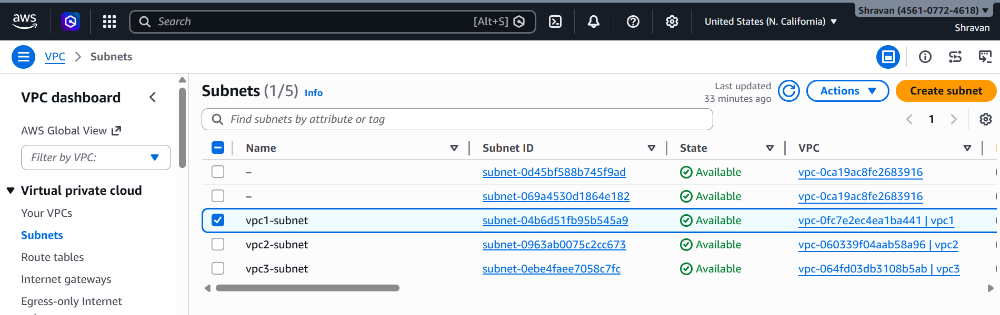 aws
Search
[Alt+S]
United States (N. California)
Shravan (4561-0772-4618)
Shravan
VPC
Subnets
VPC dashboard
AWS Global View
Filter by VPC:
Virtual private cloud
Your VPCs
Subnets
Route tables
Internet gateways
Egress-only Internet
Subnets (1/5) Info
Last updated
33 minutes ago
Actions
Create subnet
Find subnets by attribute or tag
1
Name Subnet ID State VPC
– subnet-0d45bf588b745f9ad Available vpc-0ca19ac8fe2683916
– subnet-069a4530d1864e182 Available vpc-0ca19ac8fe2683916
vpc1-subnet subnet-04b6d51fb95b545a9 Available vpc-0fc7e2ec4ea1ba441 | vpc1
vpc2-subnet subnet-0963ab0075c2cc673 Available vpc-060339f04aab58a96 | vpc2
vpc3-subnet subnet-0ebe4faee7058c7fc Available vpc-064fd03db3108b5ab | vpc3